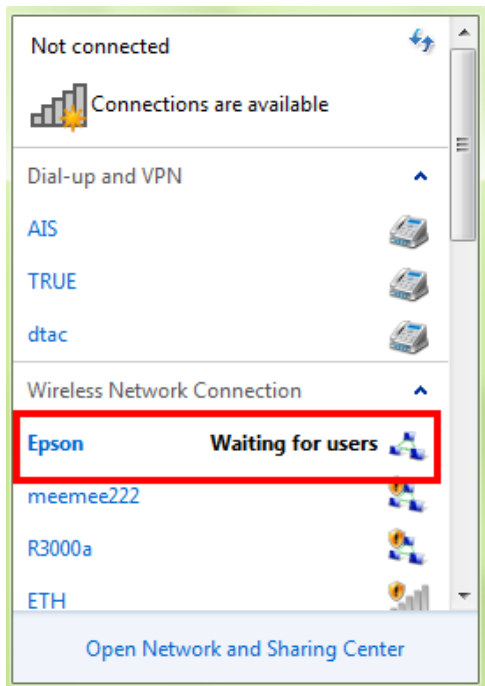 Not connected
Connections are available
Dial-up and VPN
AIS
TRUE
dtac
Wireless Network Connection
Epson Waiting for users
meemee222
R3000a
ETH
Open Network and Sharing Center